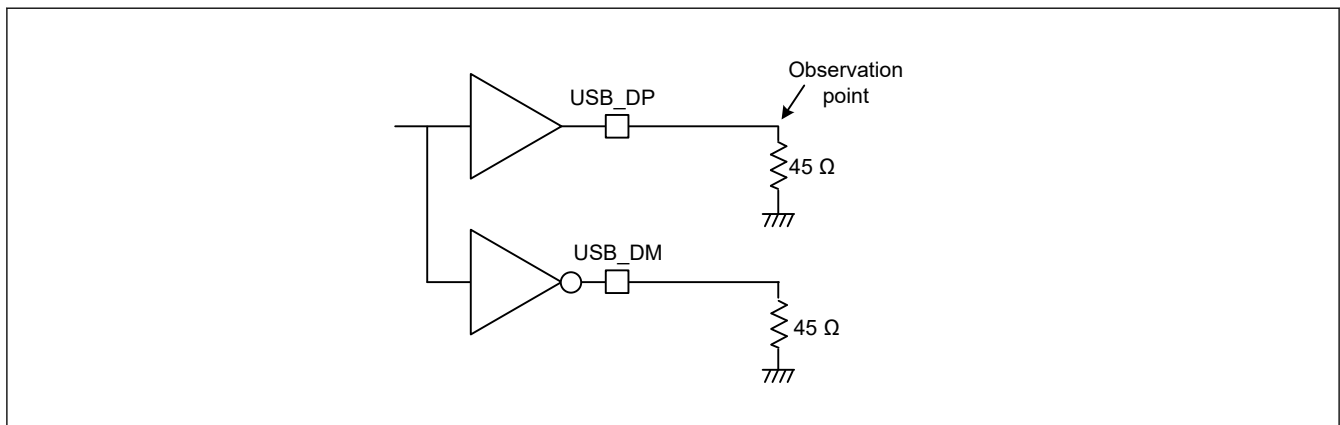 Observation
point
USB_DP
45 Ω
USB_DM
45 Ω